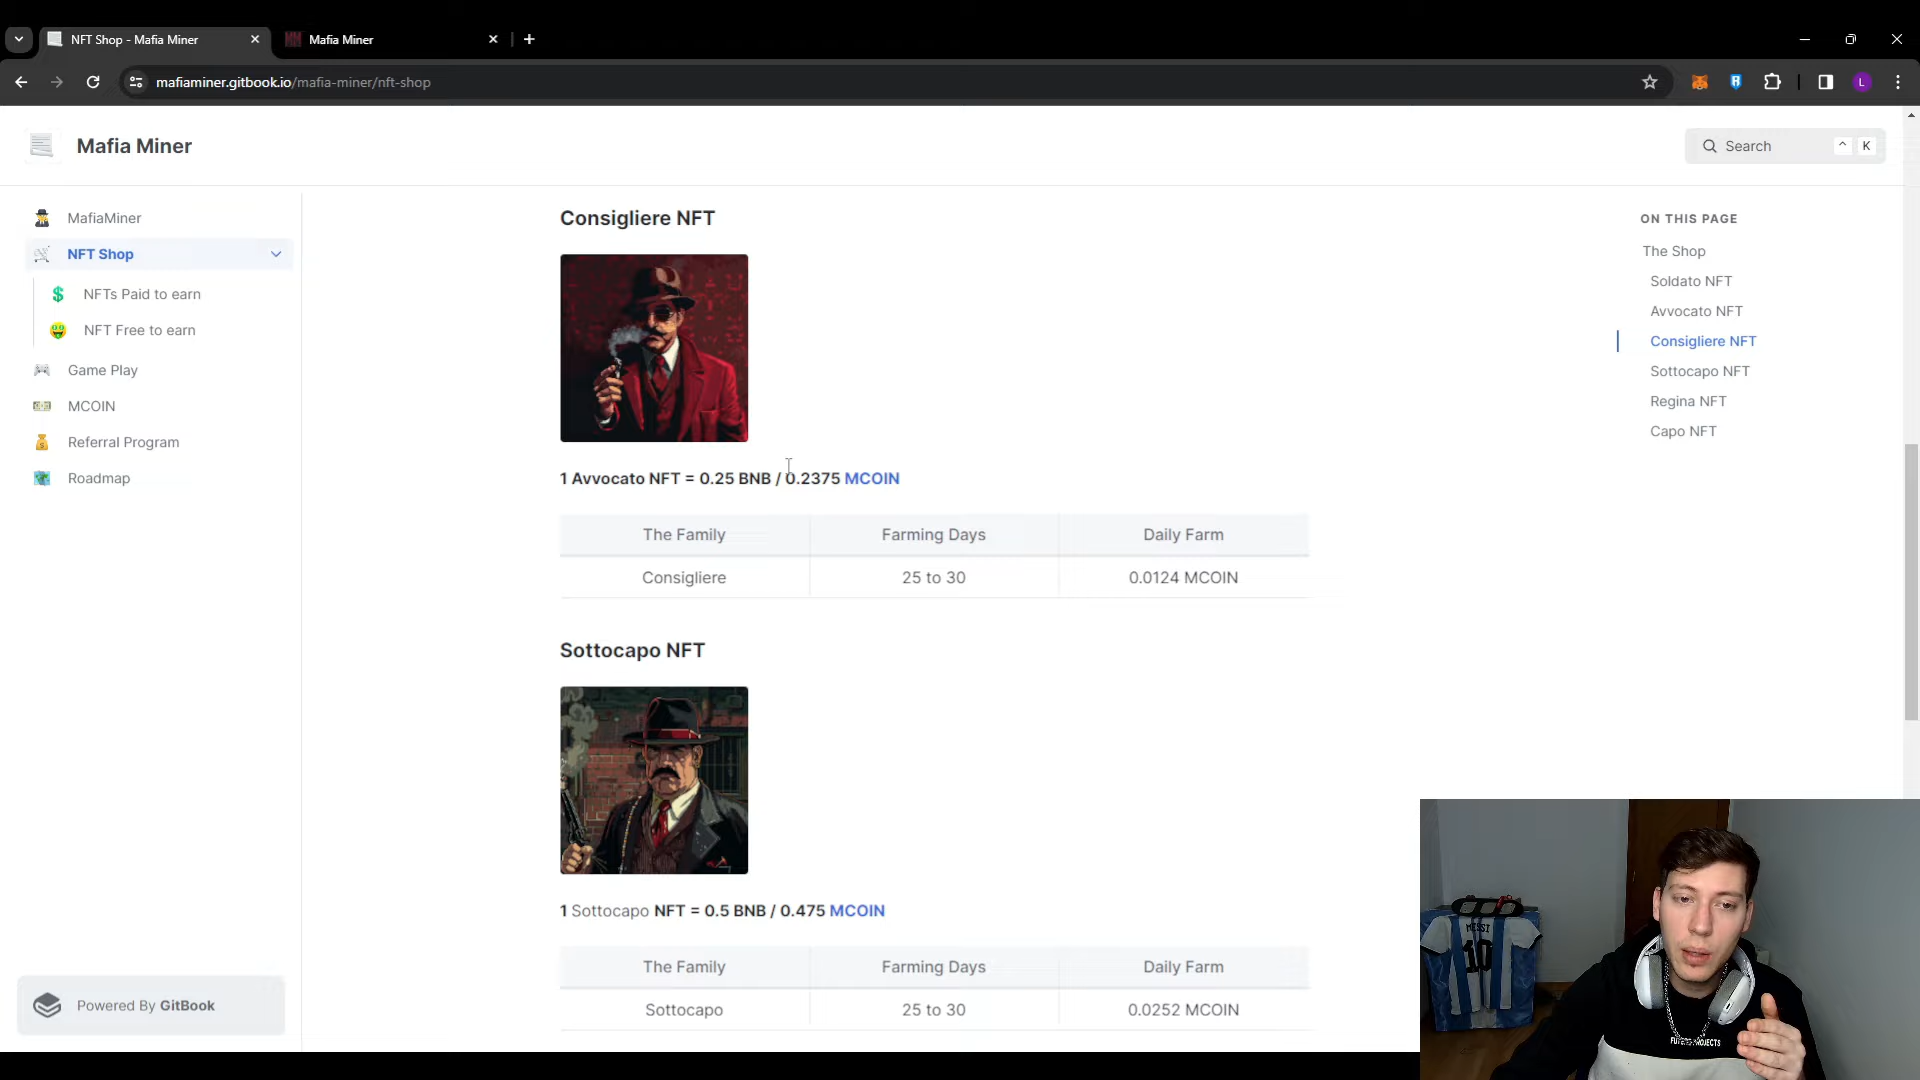 NFT Shop - Mafia Miner
Mafia Miner
mafiaminer.gitbook.io/mafia-miner/nft-shop
L
Mafia Miner
Search
^ K
MafiaMiner
NFT Shop
NFTs Paid to earn
NFT Free to earn
Game Play
MCOIN
Referral Program
Roadmap
Powered By GitBook
Consigliere NFT
1 Avvocato NFT = 0.25 BNB / 0.2375 MCOIN
The Family Farming Days Daily Farm
Consigliere 25 to 30 0.0124 MCOIN
Sottocapo NFT
1 Sottocapo NFT = 0.5 BNB / 0.475 MCOIN
The Family Farming Days Daily Farm
Sottocapo 25 to 30 0.0252 MCOIN
ON THIS PAGE
The Shop
Soldato NFT
Avvocato NFT
Consigliere NFT
Sottocapo NFT
Regina NFT
Capo NFT
MESSI
10